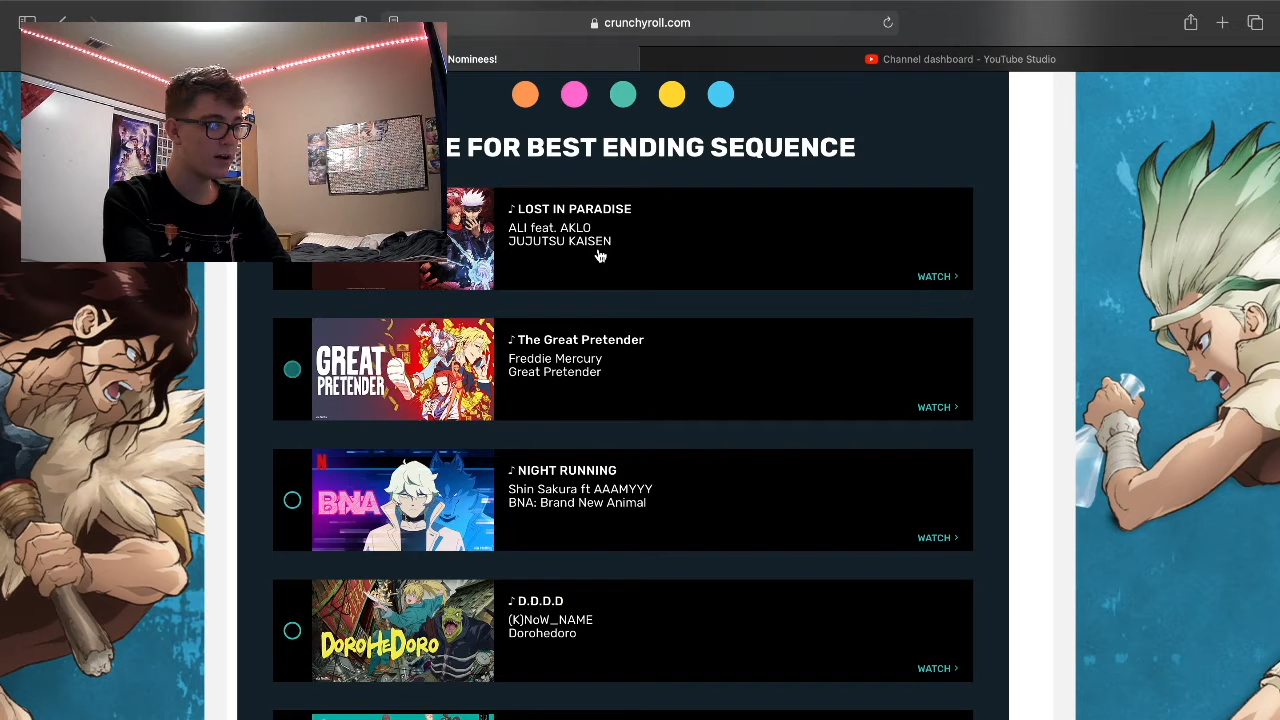 crunchyroll.com
Nominees!
Channel dashboard - YouTube Studio
E FOR BEST ENDING SEQUENCE
♪ LOST IN PARADISE
ALI feat. AKLO
JUJUTSU KAISEN
WATCH >
GREAT
PRETENDER
♪ The Great Pretender
Freddie Mercury
Great Pretender
WATCH >
N
BNA
♪ NIGHT RUNNING
Shin Sakura ft AAAMYYY
BNA: Brand New Animal
WATCH >
DOROHEDORO
♪ D.D.D.D
(K)NoW_NAME
Dorohedoro
WATCH >